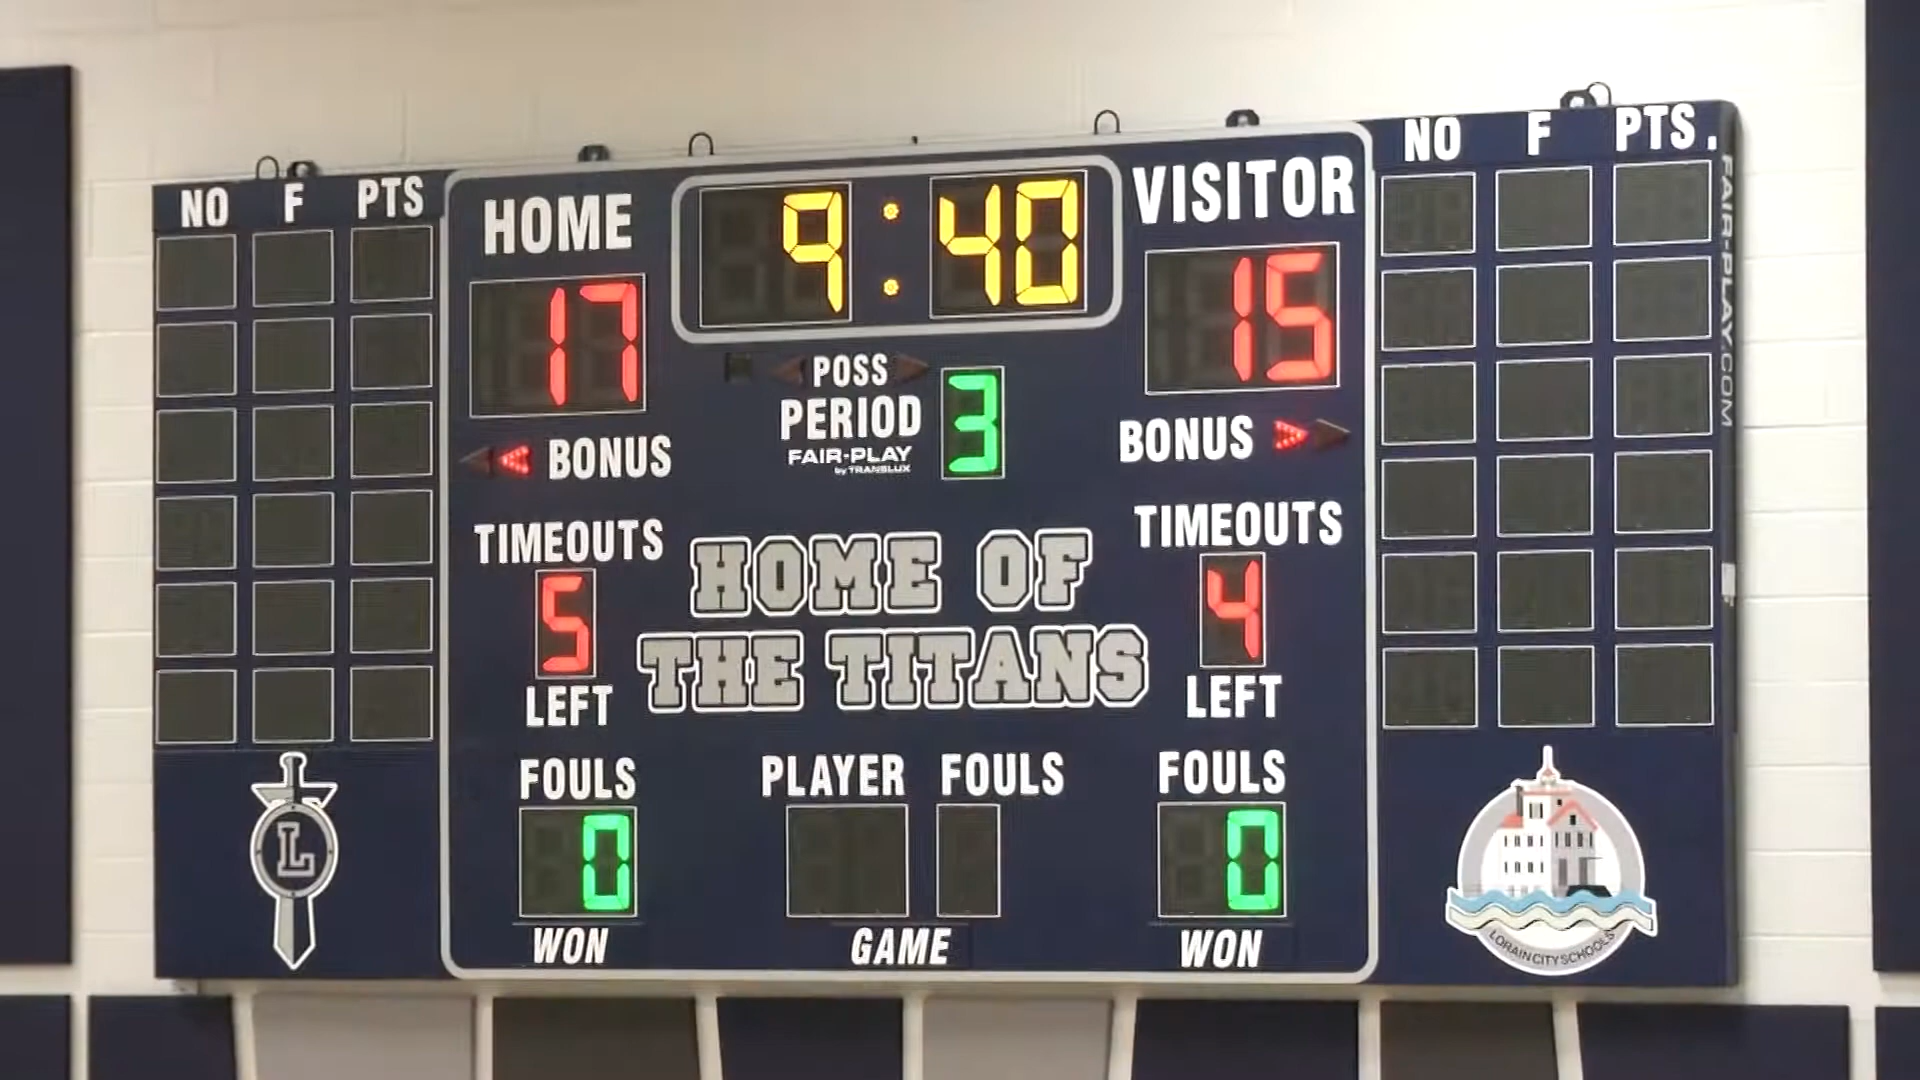 NO F PTS
HOME
9:40
VISITOR
NO F PTS.
17
15
POSS
PERIOD
3
FAIR-PLAY
by TRANSLUX
BONUS
BONUS
TIMEOUTS
5
LEFT
HOME OF
THE TITANS
TIMEOUTS
4
LEFT
FOULS
0
WON
PLAYER FOULS
GAME
FOULS
0
WON
L
LORAIN CITY SCHOOLS
FAIR-PLAY.COM